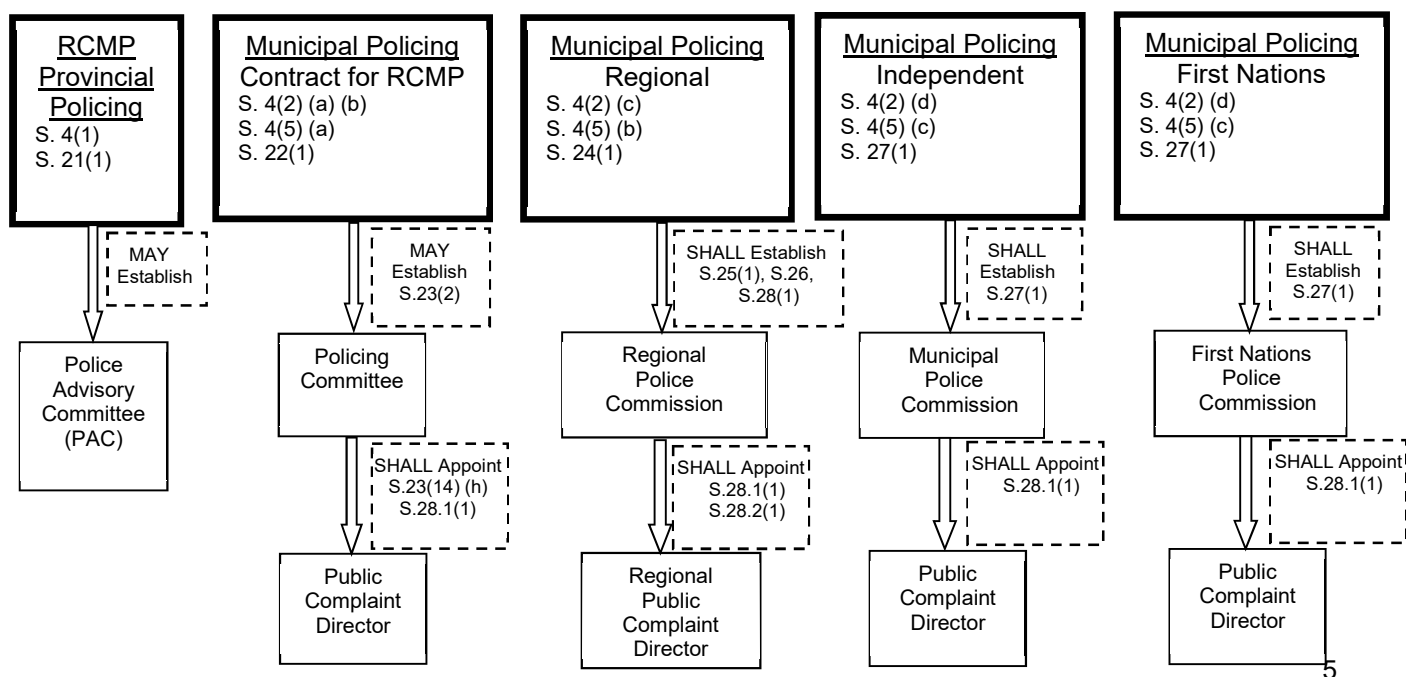 RCMP
Provincial
Policing
S. 4(1)
S. 21(1)
MAY
Establish
Police
Advisory
Committee
(PAC)
Municipal Policing
Contract for RCMP
S. 4(2) (a) (b)
S. 4(5) (a)
S. 22(1)
MAY
Establish
S.23(2)
Policing
Committee
SHALL Appoint
S.23(14) (h)
S.28.1(1)
Public
Complaint
Director
Municipal Policing
Regional
S. 4(2) (c)
S. 4(5) (b)
S. 24(1)
SHALL Establish
S.25(1), S.26,
S.28(1)
Regional
Police
Commission
SHALL Appoint
S.28.1(1)
S.28.2(1)
Regional
Public
Complaint
Director
Municipal Policing
Independent
S. 4(2) (d)
S. 4(5) (c)
S. 27(1)
SHALL
Establish
S.27(1)
Municipal
Police
Commission
SHALL Appoint
S.28.1(1)
Public
Complaint
Director
Municipal Policing
First Nations
S. 4(2) (d)
S. 4(5) (c)
S. 27(1)
SHALL
Establish
S.27(1)
First Nations
Police
Commission
SHALL Appoint
S.28.1(1)
Public
Complaint
Director
5